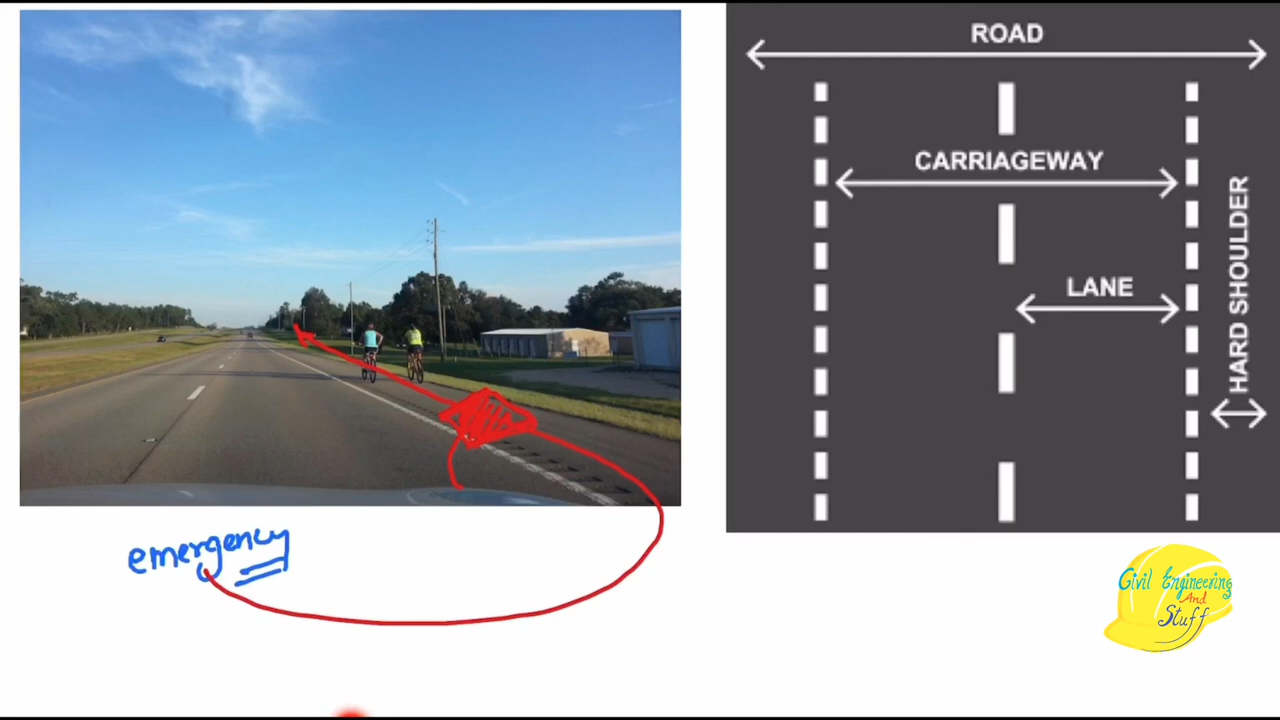 ROAD
CARRIAGEWAY
LANE
HARD SHOULDER
emergency
Civil Engineering
And
Stuff